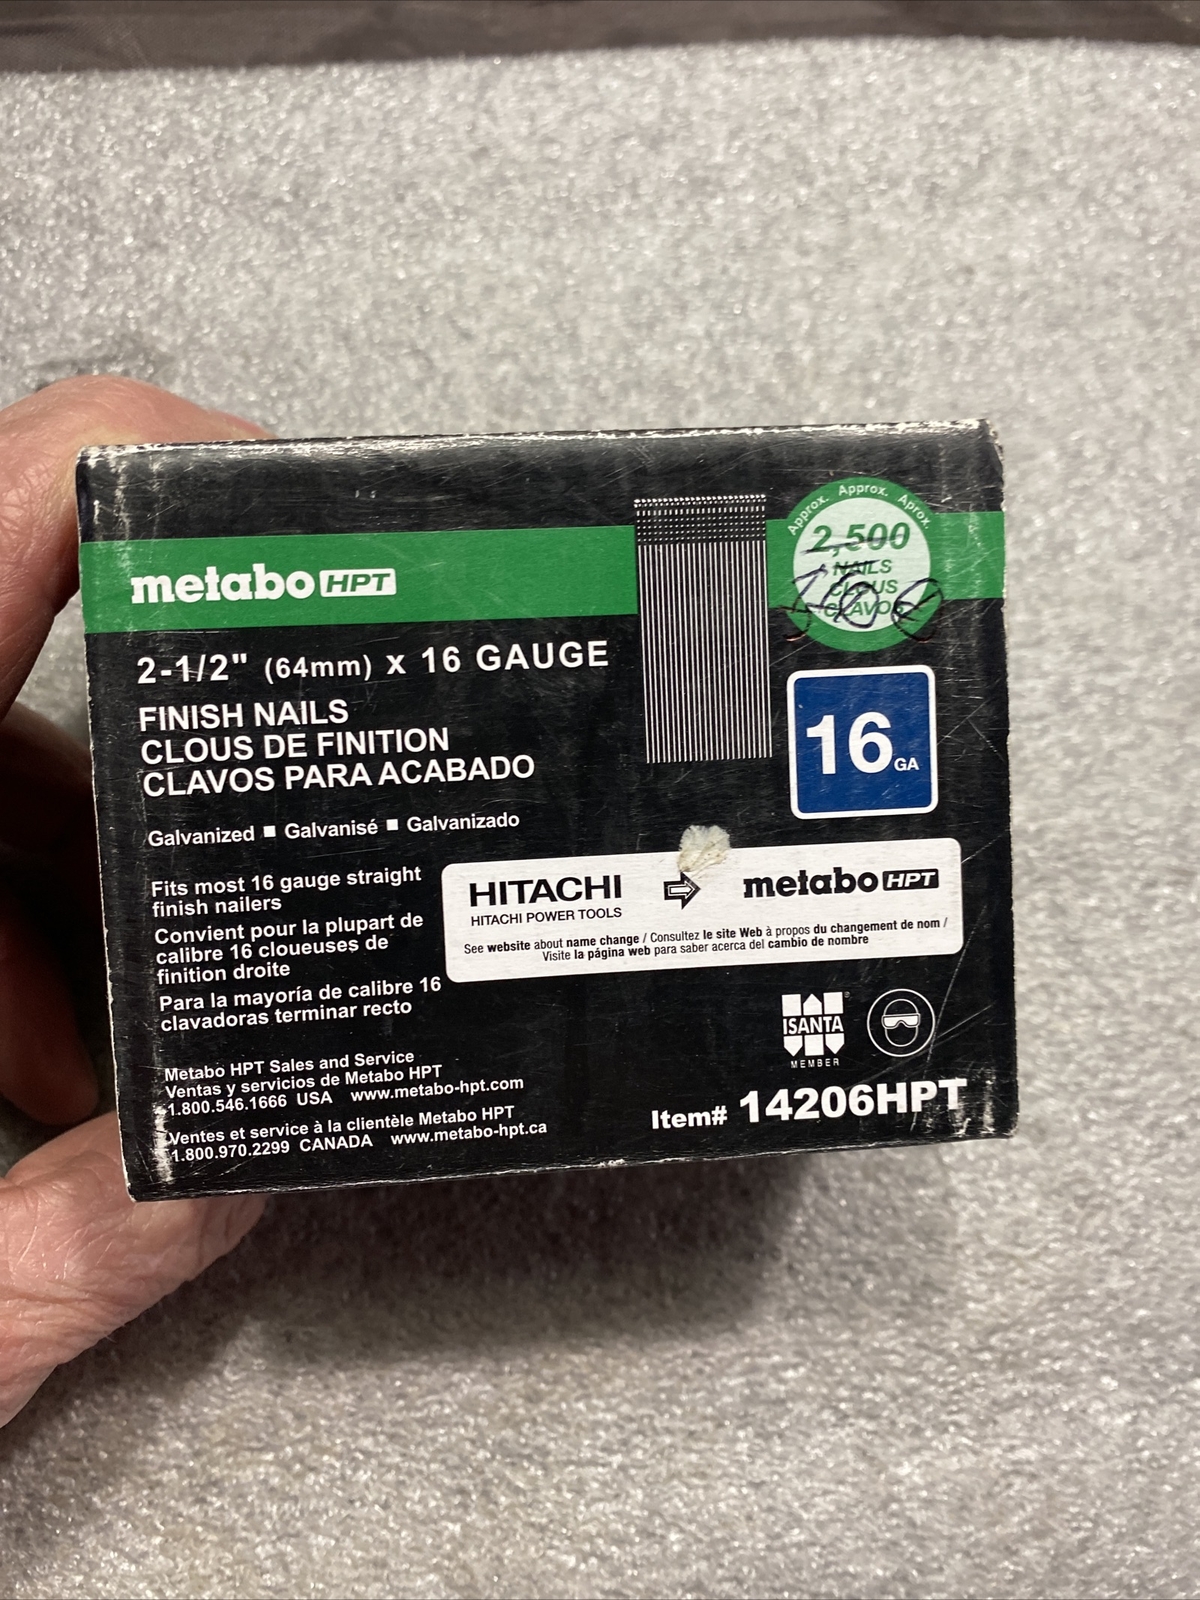 Approx. Approx. Aprox.
2,500
NAILS
CLOUS
CLAVOS
metabo HPT
2-1/2" (64mm) x 16 GAUGE
FINISH NAILS
CLOUS DE FINITION
CLAVOS PARA ACABADO
16 GA
Galvanized ■ Galvanisé ■ Galvanizado
Fits most 16 gauge straight
finish nailers
Convient pour la plupart de
calibre 16 cloueuses de
finition droite
Para la mayoría de calibre 16
clavadoras terminar recto
HITACHI
HITACHI POWER TOOLS
metabo HPT
See website about name change / Consultez le site Web à propos du changement de nom /
Visite la página web para saber acerca del cambio de nombre
ISANTA
MEMBER
Metabo HPT Sales and Service
Ventas y servicios de Metabo HPT
1.800.546.1666 USA www.metabo-hpt.com
Ventes et service à la clientèle Metabo HPT
1.800.970.2299 CANADA www.metabo-hpt.ca
Item# 14206HPT